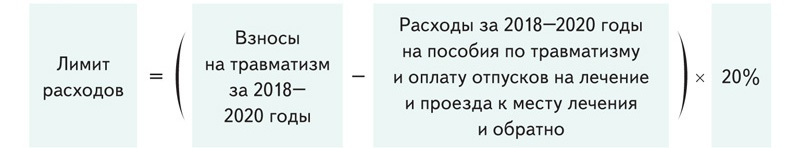 Лимит
расходов
=
(
Взносы
на травматизм
за 2018—
2020 годы
—
Расходы за 2018—2020 годы
на пособия по травматизму
и оплату отпусков на лечение
и проезда к месту лечения
и обратно
)
×
20%